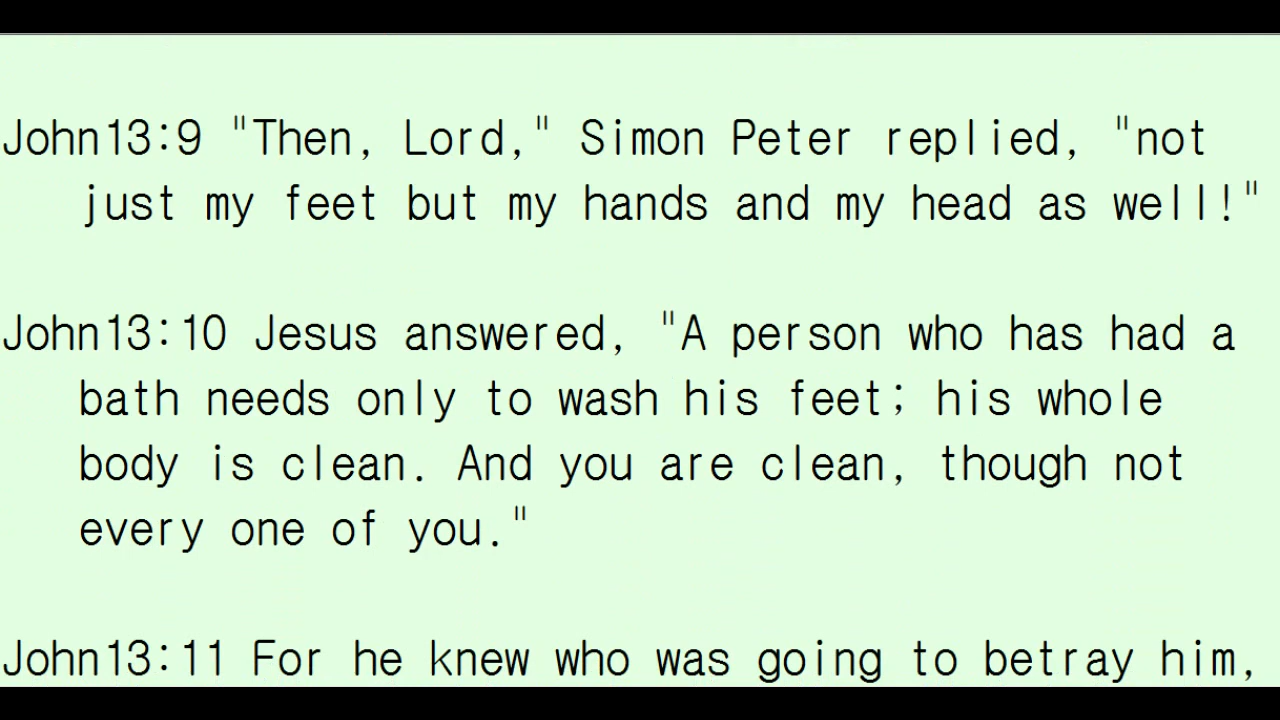 John13:9 "Then, Lord," Simon Peter replied, "not
just my feet but my hands and my head as well!"
John13:10 Jesus answered, "A person who has had a
bath needs only to wash his feet; his whole
body is clean. And you are clean, though not
every one of you."
John13:11 For he knew who was going to betray him,